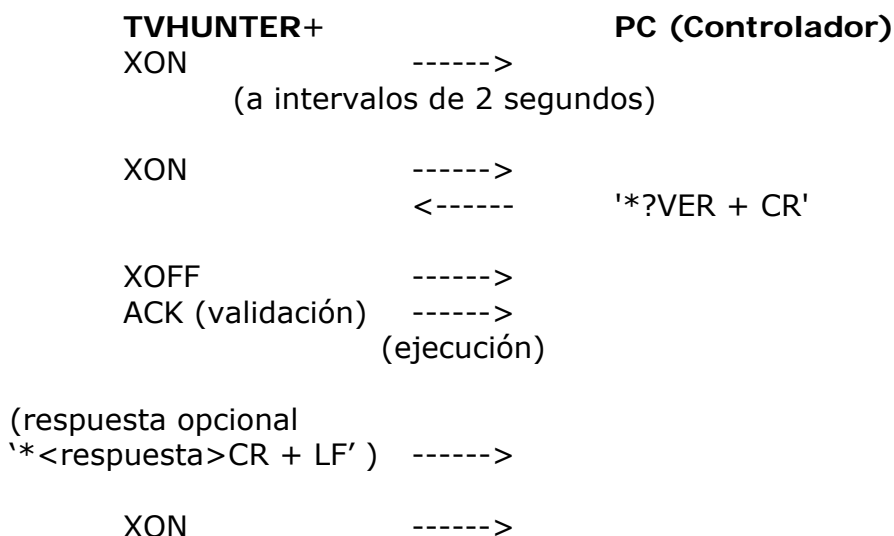 TVHUNTER+ PC (Controlador)
XON ------>
(a intervalos de 2 segundos)
XON ------>
<------ '*?VER + CR'
XOFF ------>
ACK (validación) ------>
(ejecución)
(respuesta opcional
‘*<respuesta>CR + LF’ ) ------>
XON ------>